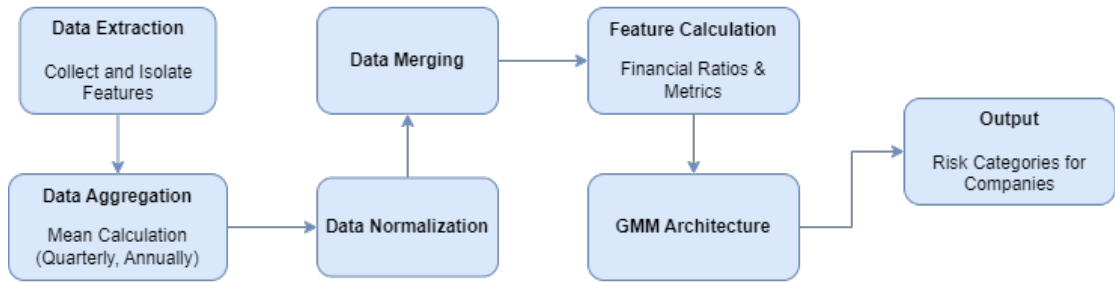 Data Extraction
Collect and Isolate
Features
Data Aggregation
Mean Calculation
(Quarterly, Annually)
Data Normalization
Data Merging
Feature Calculation
Financial Ratios &
Metrics
GMM Architecture
Output
Risk Categories for
Companies